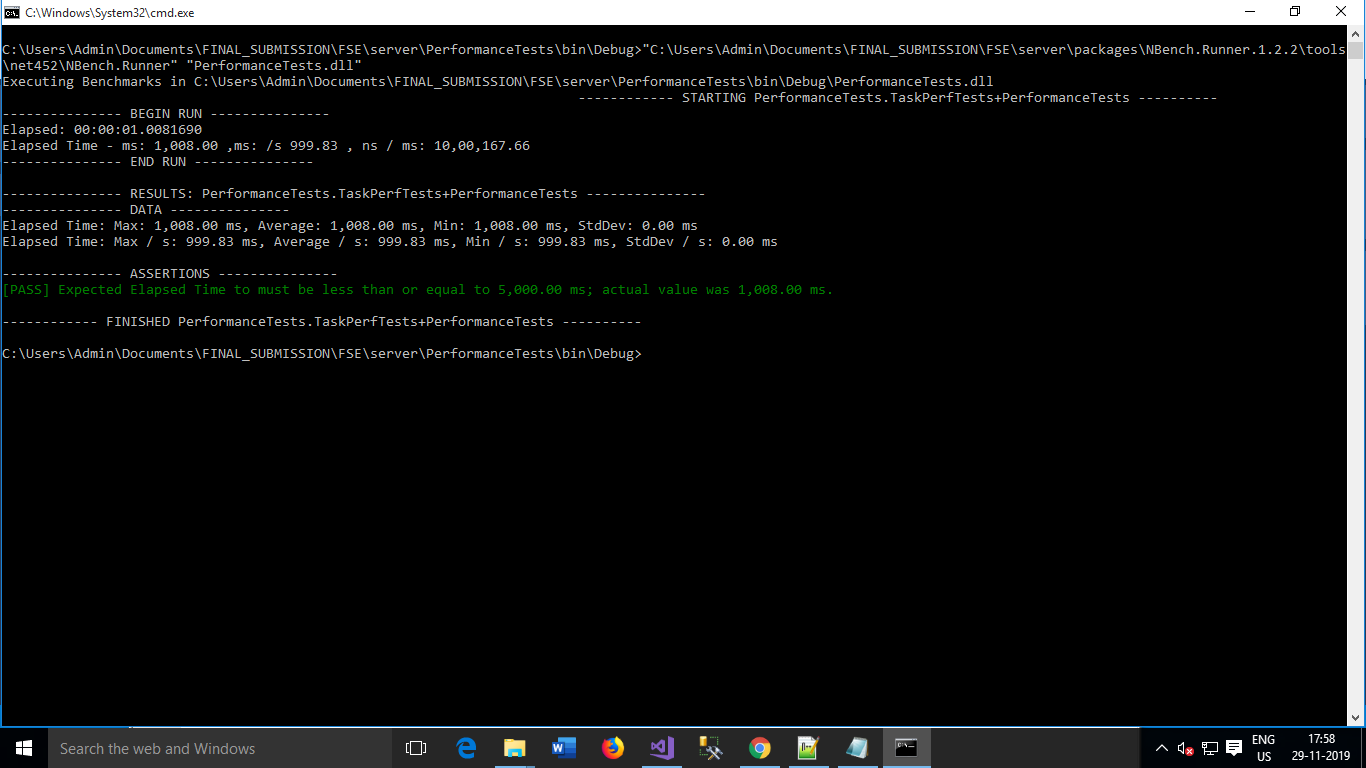 C:\Windows\System32\cmd.exe
C:\Users\Admin\Documents\FINAL_SUBMISSION\FSE\server\PerformanceTests\bin\Debug>"C:\Users\Admin\Documents\FINAL_SUBMISSION\FSE\server\packages\NBench.Runner.1.2.2\tools
\net452\NBench.Runner" "PerformanceTests.dll"
Executing Benchmarks in C:\Users\Admin\Documents\FINAL_SUBMISSION\FSE\server\PerformanceTests\bin\Debug\PerformanceTests.dll
------------ STARTING PerformanceTests.TaskPerfTests+PerformanceTests ----------
--------------- BEGIN RUN ---------------
Elapsed: 00:00:01.0081690
Elapsed Time - ms: 1,008.00 ,ms: /s 999.83 , ns / ms: 10,00,167.66
--------------- END RUN ---------------
--------------- RESULTS: PerformanceTests.TaskPerfTests+PerformanceTests ---------------
--------------- DATA ---------------
Elapsed Time: Max: 1,008.00 ms, Average: 1,008.00 ms, Min: 1,008.00 ms, StdDev: 0.00 ms
Elapsed Time: Max / s: 999.83 ms, Average / s: 999.83 ms, Min / s: 999.83 ms, StdDev / s: 0.00 ms
--------------- ASSERTIONS ---------------
[PASS] Expected Elapsed Time to must be less than or equal to 5,000.00 ms; actual value was 1,008.00 ms.
------------ FINISHED PerformanceTests.TaskPerfTests+PerformanceTests ----------
C:\Users\Admin\Documents\FINAL_SUBMISSION\FSE\server\PerformanceTests\bin\Debug>
Search the web and Windows
ENG
US
17:58
29-11-2019